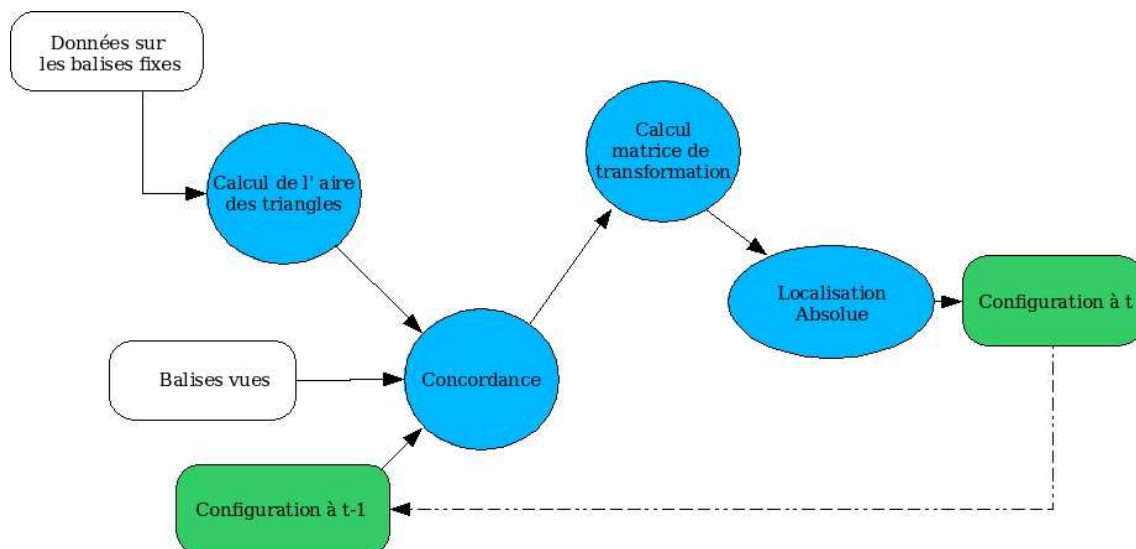 Données sur
les balises fixes
Calcul de l' aire
des triangles
Calcul
matrice de
transformation
Localisation
Absolue
Configuration à t
Balises vues
Concordance
Configuration à t-1